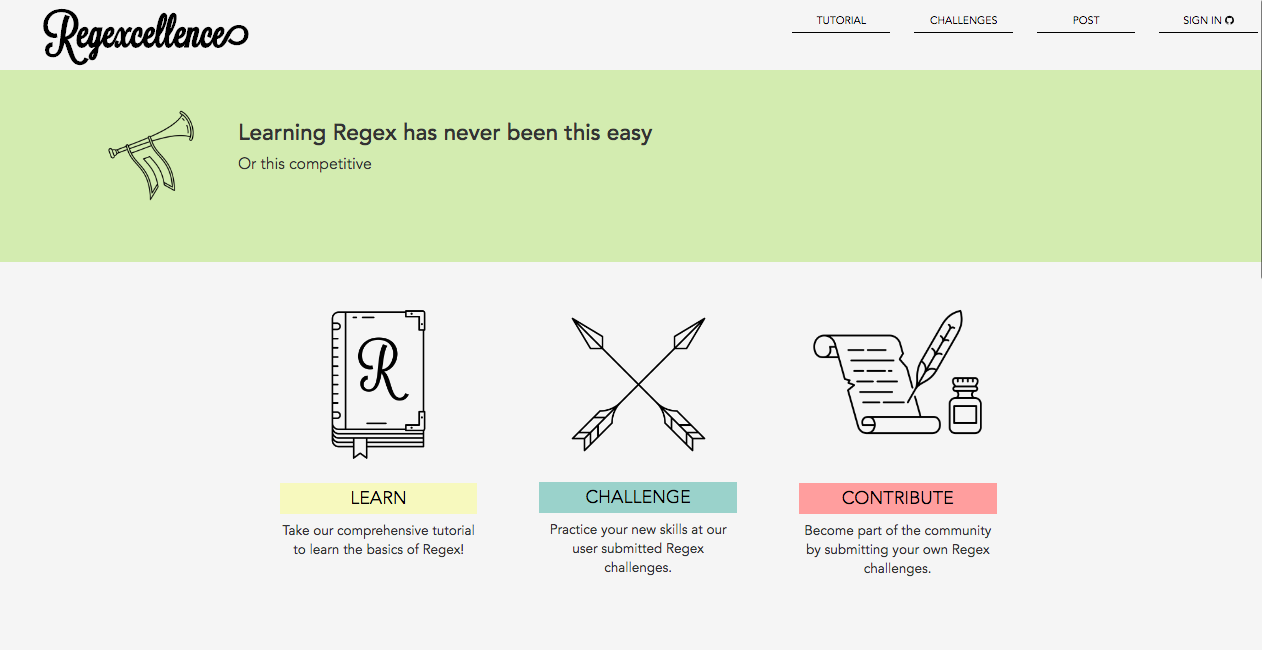 Regexcellence
TUTORIAL
CHALLENGES
POST
SIGN IN
Learning Regex has never been this easy
Or this competitive
R
LEARN
Take our comprehensive tutorial
to learn the basics of Regex!
CHALLENGE
Practice your new skills at our
user submitted Regex
challenges.
CONTRIBUTE
Become part of the community
by submitting your own Regex
challenges.